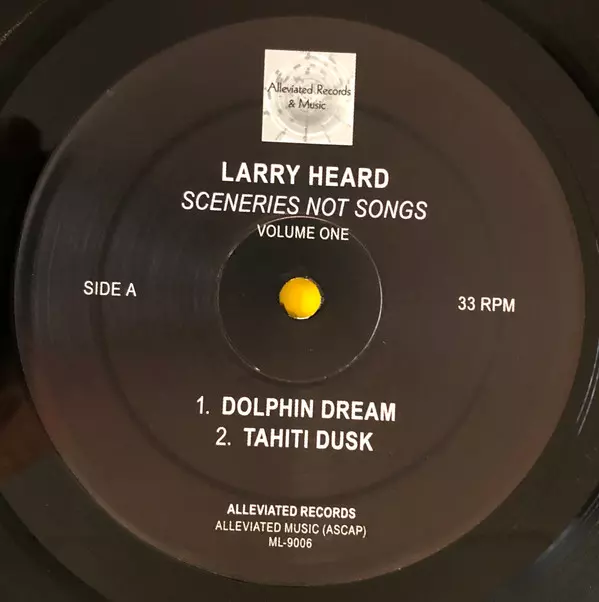 Alleviated Records
& Music
LARRY HEARD
SCENERIES NOT SONGS
VOLUME ONE
SIDE A
33 RPM
1. DOLPHIN DREAM
2. TAHITI DUSK
ALLEVIATED RECORDS
ALLEVIATED MUSIC (ASCAP)
ML-9006